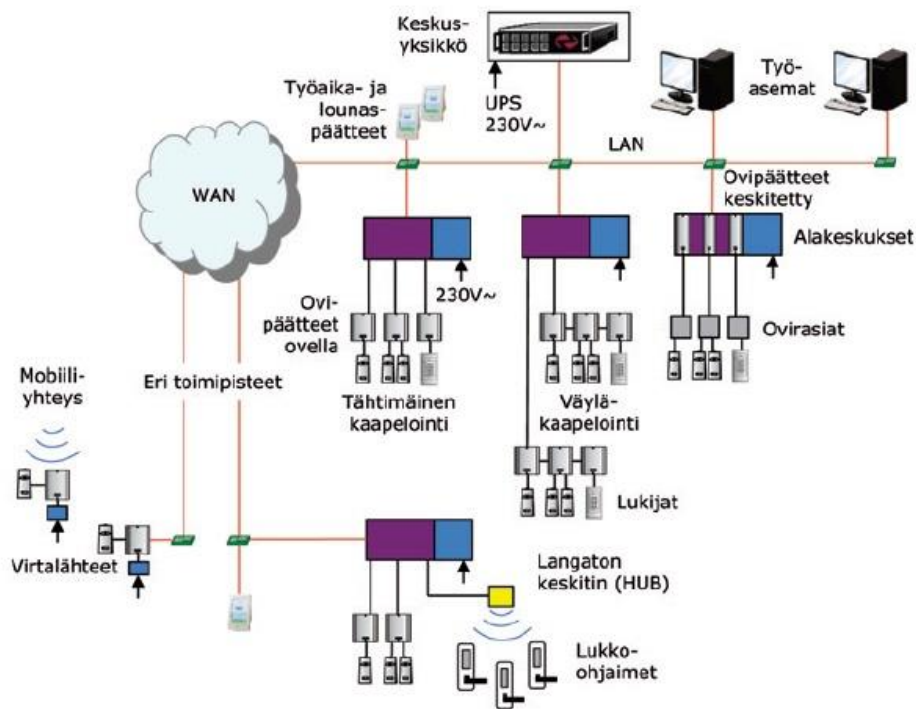 Keskus-
yksikkö
UPS
230V~
Työaika- ja
lounas-
päätteet
Työ-
asemat
LAN
WAN
Ovipäätteet
keskitetty
Alakeskukset
230V~
Ovi-
päätteet
ovella
Ovirasiat
Mobiili-
yhteys
Eri toimipisteet
Tähtimäinen
kaapelointi
Väylä-
kaapelointi
Lukijat
Virtalähteet
Langaton
keskitin (HUB)
Lukko-
ohjaimet